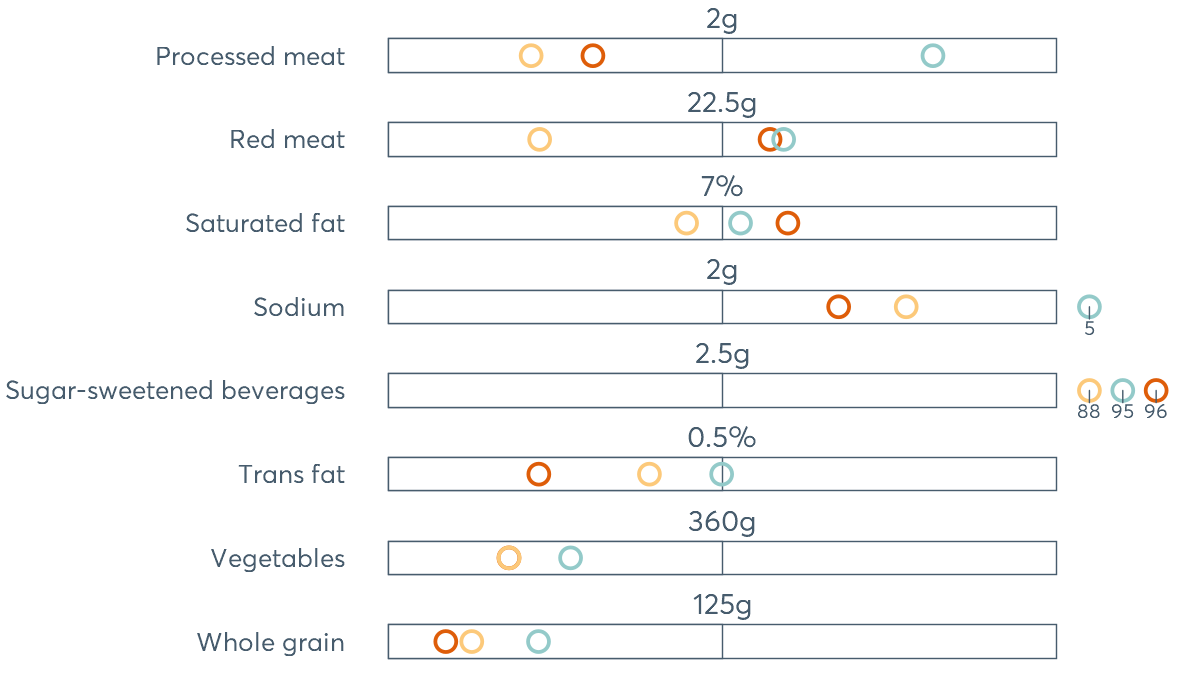 2g
Processed meat
22.5g
Red meat
7%
Saturated fat
2g
Sodium
5
2.5g
Sugar-sweetened beverages
88 95 96
0.5%
Trans fat
360g
Vegetables
125g
Whole grain